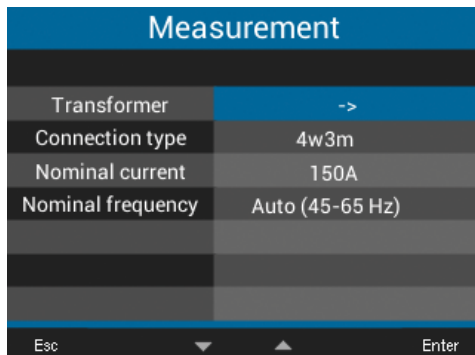 Measurement
Transformer ->
Connection type 4w3m
Nominal current 150A
Nominal frequency Auto (45-65 Hz)
Esc Enter